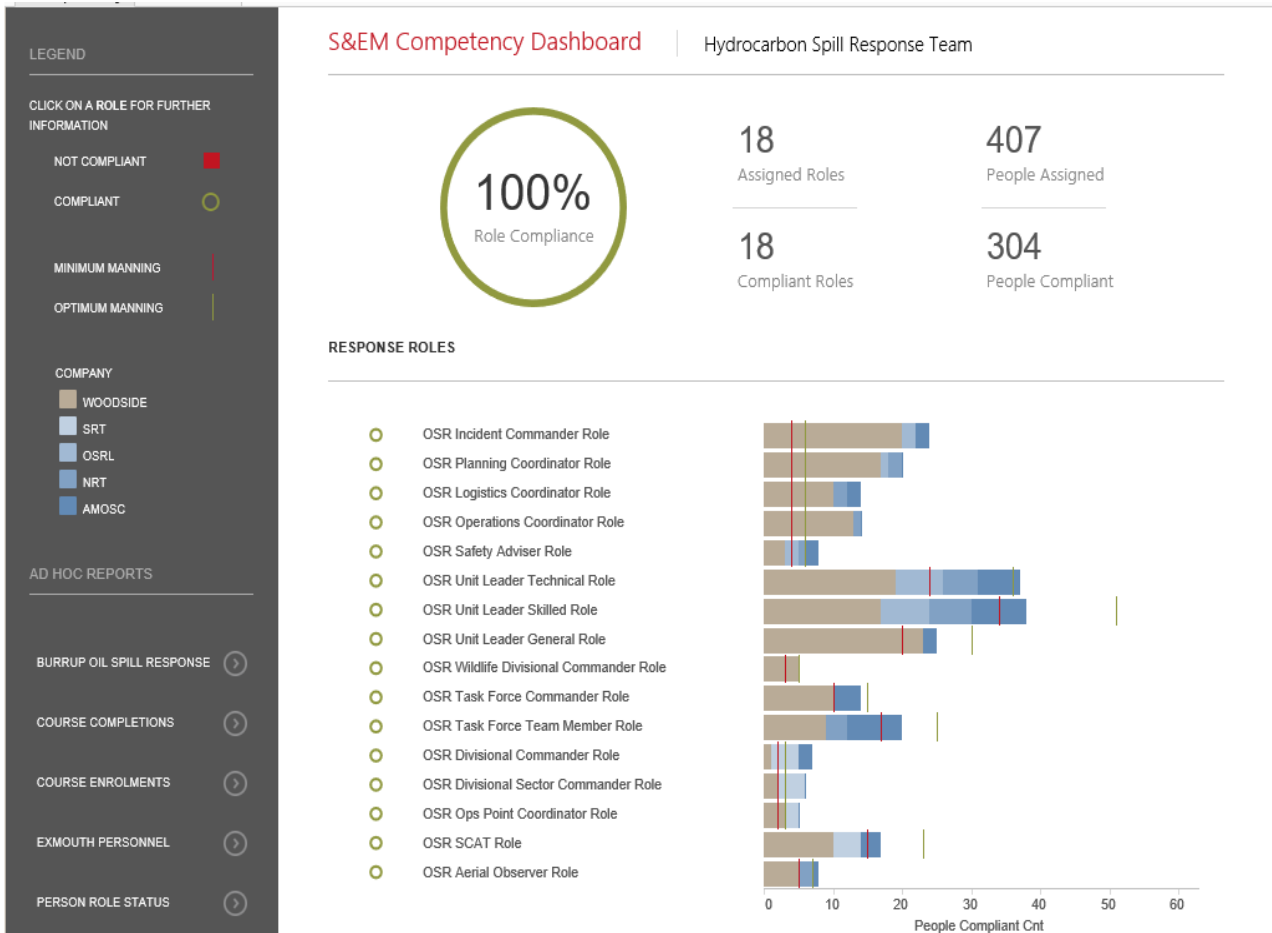 LEGEND
CLICK ON A ROLE FOR FURTHER
INFORMATION
NOT COMPLIANT
COMPLIANT
MINIMUM MANNING
OPTIMUM MANNING
COMPANY
WOODSIDE
SRT
OSRL
NRT
AMOSC
AD HOC REPORTS
BURRUP OIL SPILL RESPONSE
COURSE COMPLETIONS
COURSE ENROLMENTS
EXMOUTH PERSONNEL
PERSON ROLE STATUS
S&EM Competency Dashboard
Hydrocarbon Spill Response Team
100%
Role Compliance
18
Assigned Roles
407
People Assigned
18
Compliant Roles
304
People Compliant
RESPONSE ROLES
OSR Incident Commander Role
OSR Planning Coordinator Role
OSR Logistics Coordinator Role
OSR Operations Coordinator Role
OSR Safety Adviser Role
OSR Unit Leader Technical Role
OSR Unit Leader Skilled Role
OSR Unit Leader General Role
OSR Wildlife Divisional Commander Role
OSR Task Force Commander Role
OSR Task Force Team Member Role
OSR Divisional Commander Role
OSR Divisional Sector Commander Role
OSR Ops Point Coordinator Role
OSR SCAT Role
OSR Aerial Observer Role
0 10 20 30 40 50 60
People Compliant Cnt